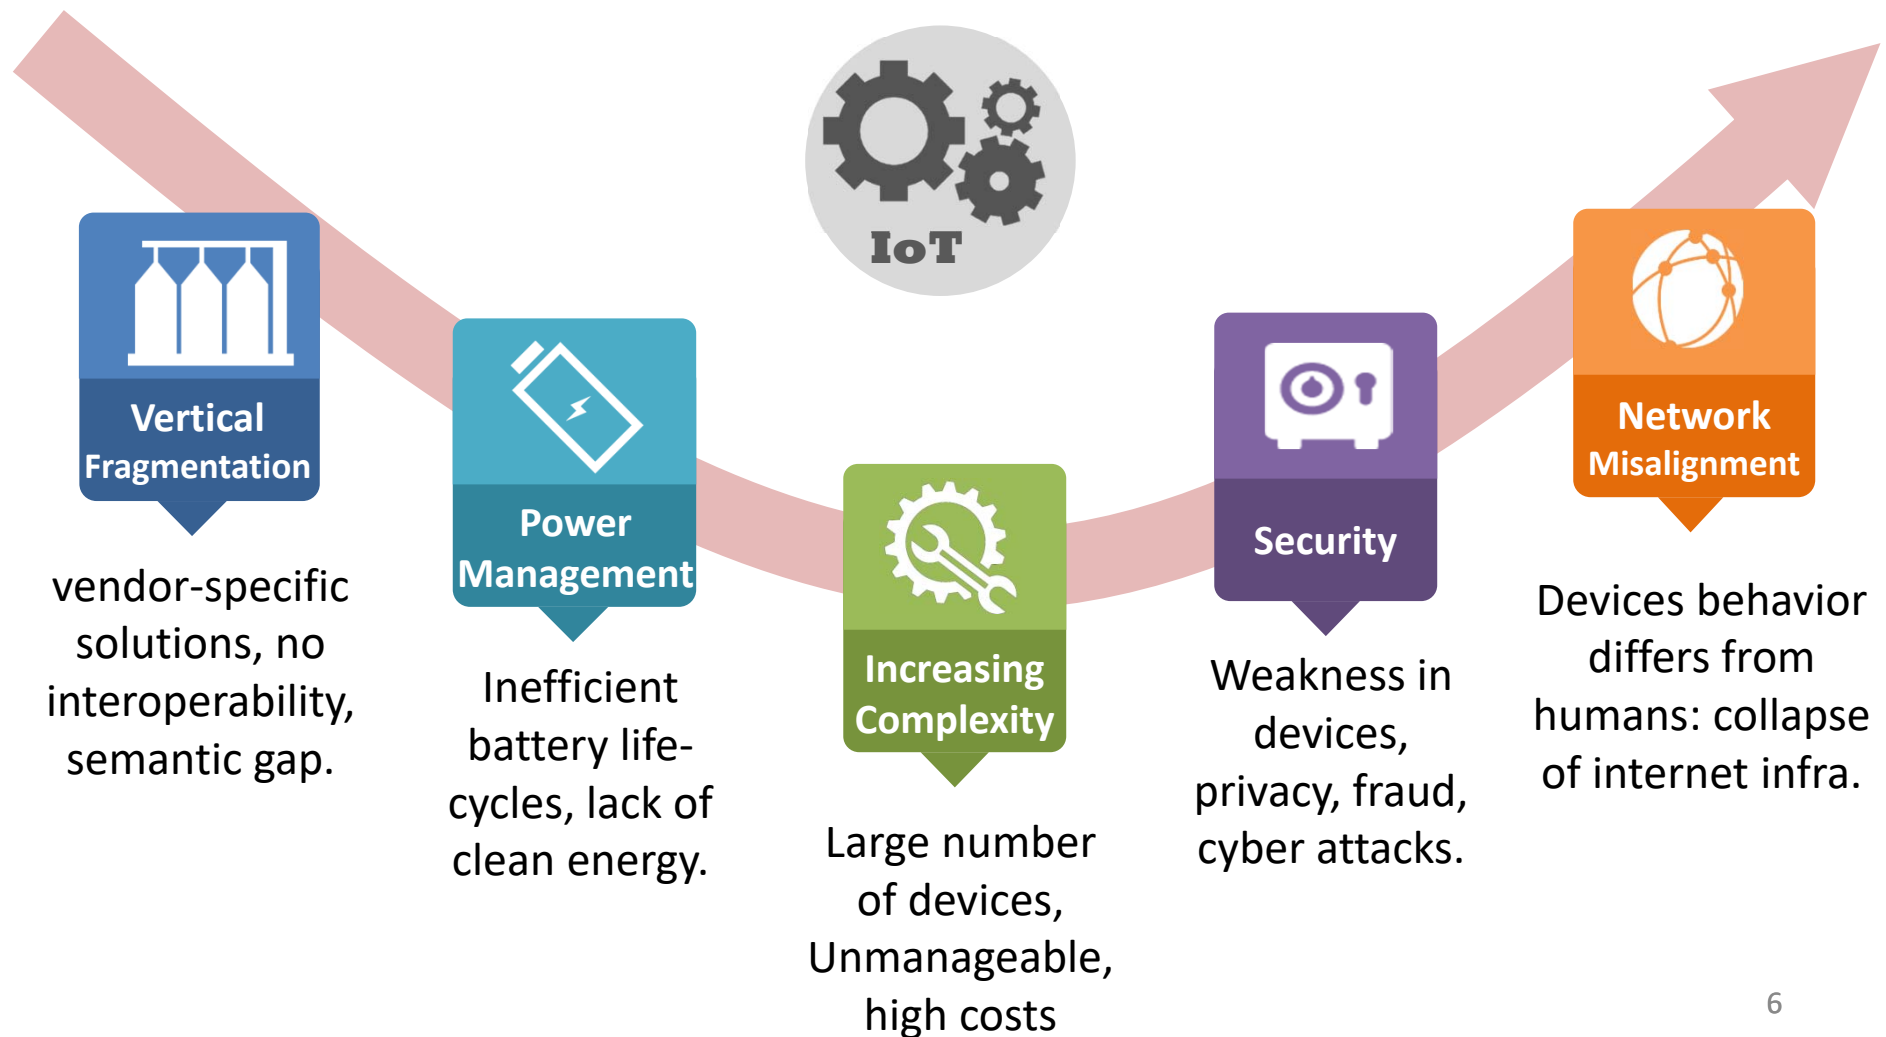 IoT
Vertical
Fragmentation
vendor-specific
solutions, no
interoperability,
semantic gap.
Power
Management
Inefficient
battery life-
cycles, lack of
clean energy.
Increasing
Complexity
Large number
of devices,
Unmanageable,
high costs
Security
Weakness in
devices,
privacy, fraud,
cyber attacks.
Network
Misalignment
Devices behavior
differs from
humans: collapse
of internet infra.
6